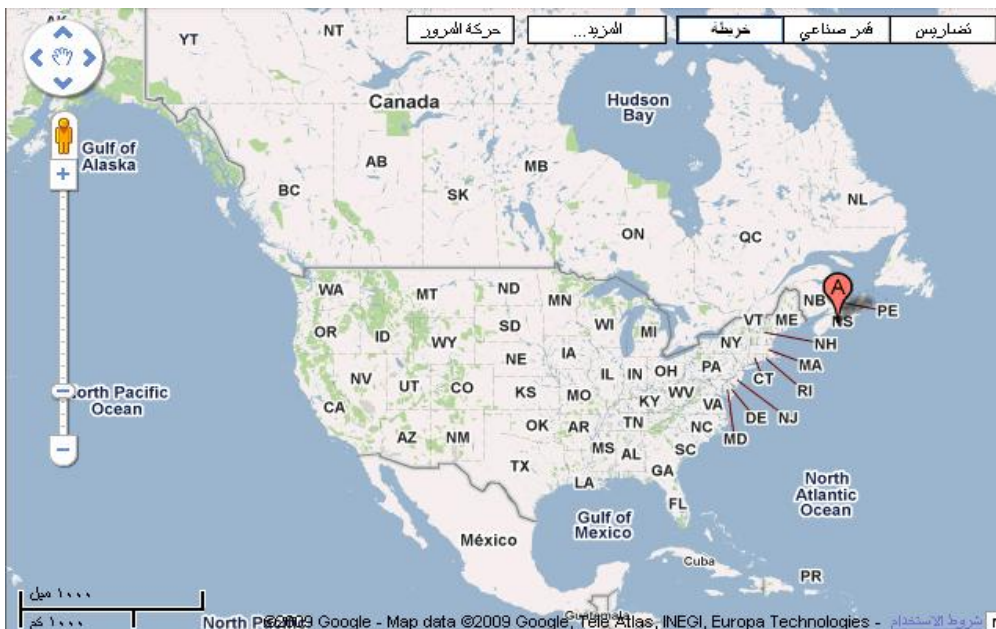 حركة المرور
المزيد...
خريطة
قمر صناعي
تضاريس
YT
NT
Canada
Hudson
Bay
Gulf of
Alaska
AB
MB
BC
SK
NL
ON
QC
A
NB
PE
NS
WA
MT
ND
MN
VT
ME
OR
ID
SD
WI
MI
NY
NH
WY
NE
IA
PA
MA
IL
IN
OH
CT
NV
UT
CO
KS
MO
WV
RI
North Pacific
Ocean
CA
KY
VA
DE
NJ
OK
AR
TN
NC
MD
AZ
NM
MS
AL
SC
TX
GA
LA
FL
North
Atlantic
Ocean
Gulf of
Mexico
México
Cuba
PR
١٠٠٠ ميل
١٠٠٠ كم
Guatemala
©2009 Google - Map data ©2009 Google, Tele Atlas, INEGI, Europa Technologies - شروط الاستخدام